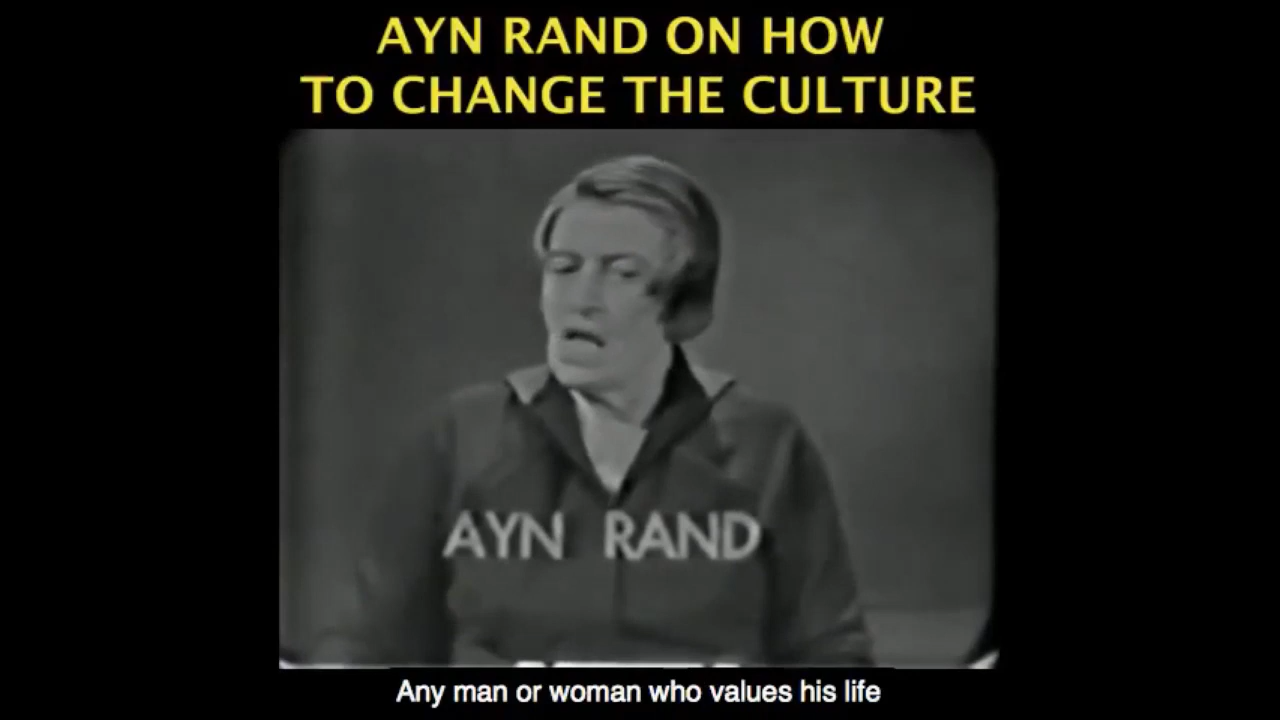 AYN RAND ON HOW
TO CHANGE THE CULTURE
AYN RAND
Any man or woman who values his life